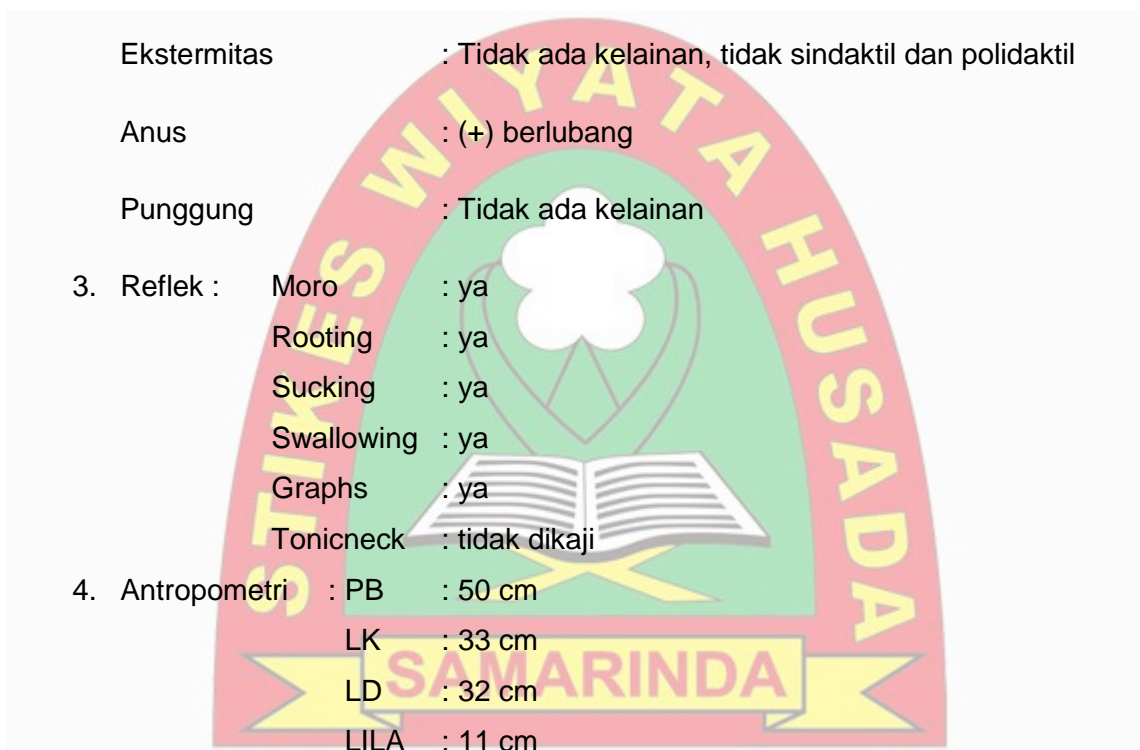 Ekstermitas : Tidak ada kelainan, tidak sindaktil dan polidaktil
Anus : (+) berlubang
Punggung : Tidak ada kelainan
3. Reflek : Moro : ya
Rooting : ya
Sucking : ya
Swallowing : ya
Graphs : ya
Tonicneck : tidak dikaji
4. Antropometri : PB : 50 cm
LK : 33 cm
LD : 32 cm
LILA : 11 cm
STIKES WIYATA HUSADA
SAMARINDA